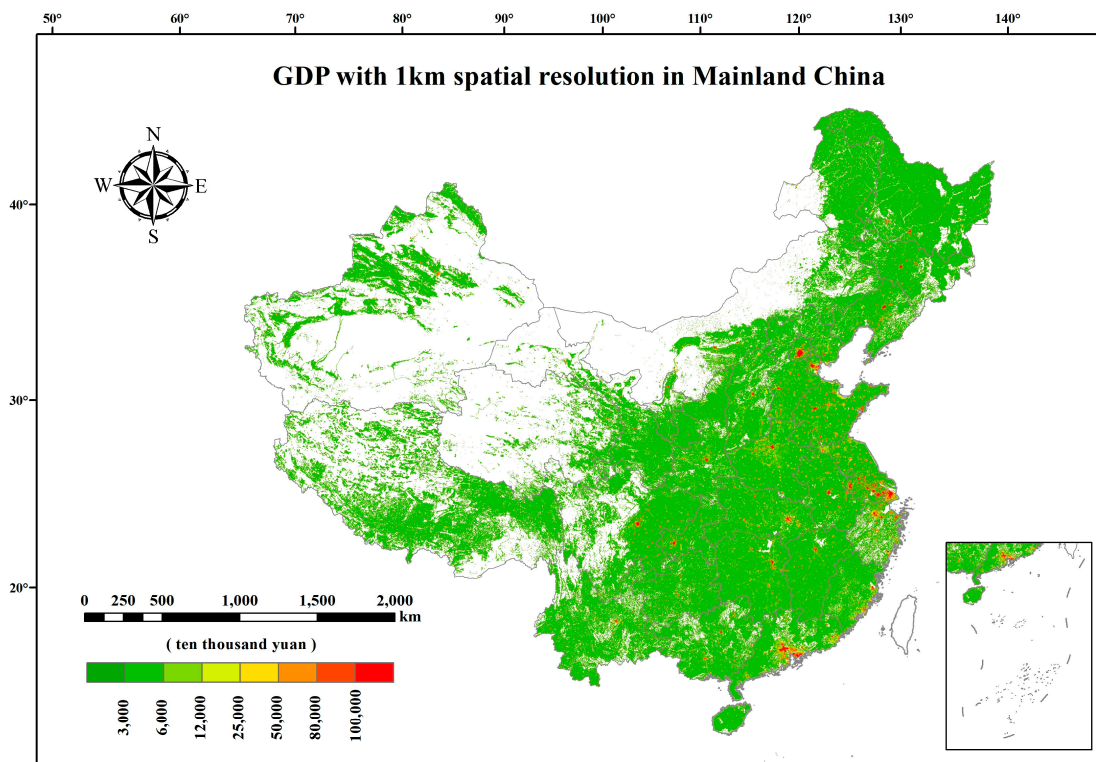 50° 60° 70° 80° 90° 100° 110° 120° 130° 140°
GDP with 1km spatial resolution in Mainland China
N
W E
S
40°
30°
20°
0 250 500 1,000 1,500 2,000
km
( ten thousand yuan )
3,000 6,000 12,000 25,000 50,000 80,000 100,000